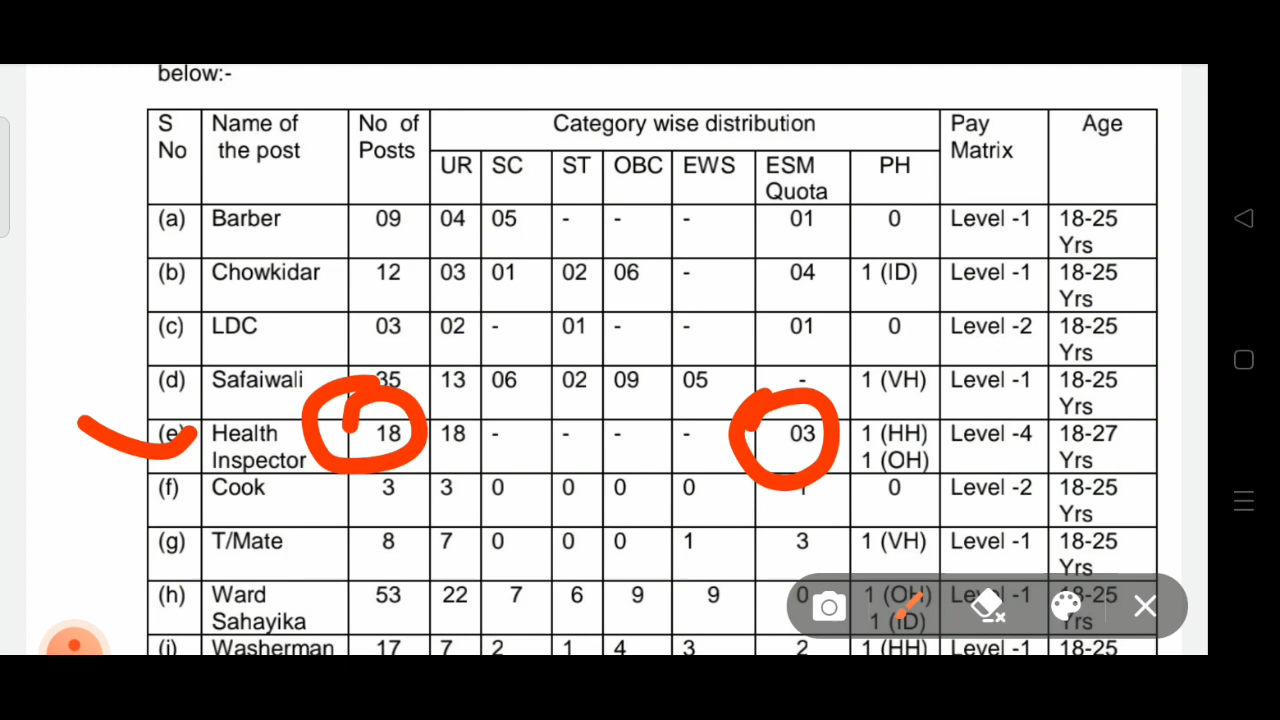 below:-
S No | Name of the post | No of Posts | Category wise distribution | Pay Matrix | Age
UR | SC | ST | OBC | EWS | ESM Quota | PH
(a) | Barber | 09 | 04 | 05 | - | - | - | 01 | 0 | Level -1 | 18-25 Yrs
(b) | Chowkidar | 12 | 03 | 01 | 02 | 06 | - | 04 | 1 (ID) | Level -1 | 18-25 Yrs
(c) | LDC | 03 | 02 | - | 01 | - | - | 01 | 0 | Level -2 | 18-25 Yrs
(d) | Safaiwali | 35 | 13 | 06 | 02 | 09 | 05 | - | 1 (VH) | Level -1 | 18-25 Yrs
(e) | Health Inspector | 18 | 18 | - | - | - | - | 03 | 1 (HH) 1 (OH) | Level -4 | 18-27 Yrs
(f) | Cook | 3 | 3 | 0 | 0 | 0 | 0 | 1 | 0 | Level -2 | 18-25 Yrs
(g) | T/Mate | 8 | 7 | 0 | 0 | 0 | 1 | 3 | 1 (VH) | Level -1 | 18-25 Yrs
(h) | Ward Sahayika | 53 | 22 | 7 | 6 | 9 | 9 | 0 | 1 (OH) 1 (ID) | Level -1 | 18-25 Yrs
(i) | Washerman | 17 | 7 | 2 | 1 | 4 | 3 | 2 | 1 (HH) | Level -1 | 18-25